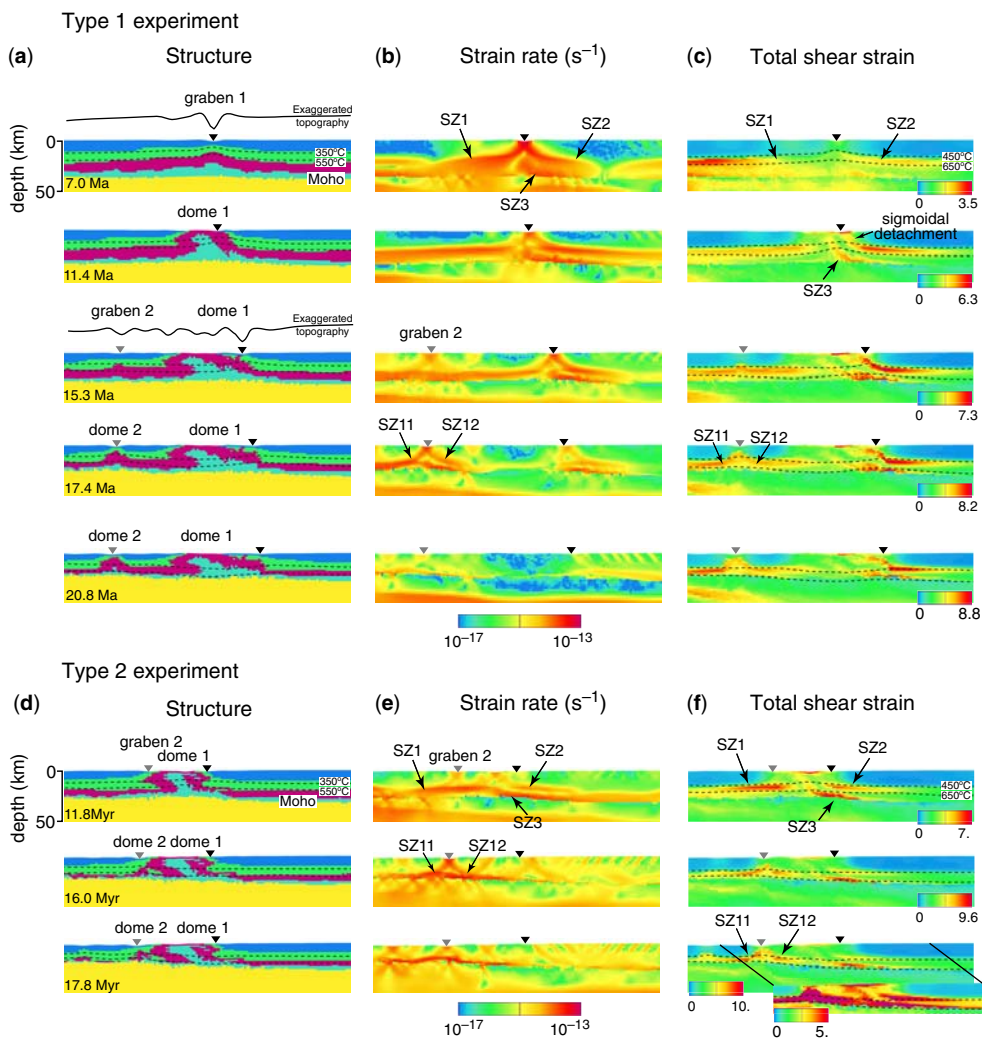 Type 1 experiment
(a) Structure
(b) Strain rate (s–1)
(c) Total shear strain
graben 1
Exaggerated
topography
depth (km)
0
50
350°C
550°C
Moho
7.0 Ma
SZ1
SZ2
SZ3
SZ1
SZ2
450°C
650°C
0 3.5
dome 1
11.4 Ma
sigmoidal
detachment
SZ3
0 6.3
graben 2 dome 1
Exaggerated
topography
15.3 Ma
graben 2
0 7.3
dome 2 dome 1
17.4 Ma
SZ11 SZ12
SZ11 SZ12
0 8.2
dome 2 dome 1
20.8 Ma
0 8.8
10–17 10–13
Type 2 experiment
(d) Structure
(e) Strain rate (s–1)
(f) Total shear strain
graben 2
dome 1
depth (km)
0
50
350°C
550°C
Moho
11.8Myr
SZ1 graben 2 SZ2
SZ3
SZ1 SZ2
450°C
650°C
SZ3
0 7.
dome 2 dome 1
16.0 Myr
SZ11 SZ12
0 9.6
dome 2 dome 1
17.8 Myr
SZ11 SZ12
0 10.
0 5.
10–17 10–13